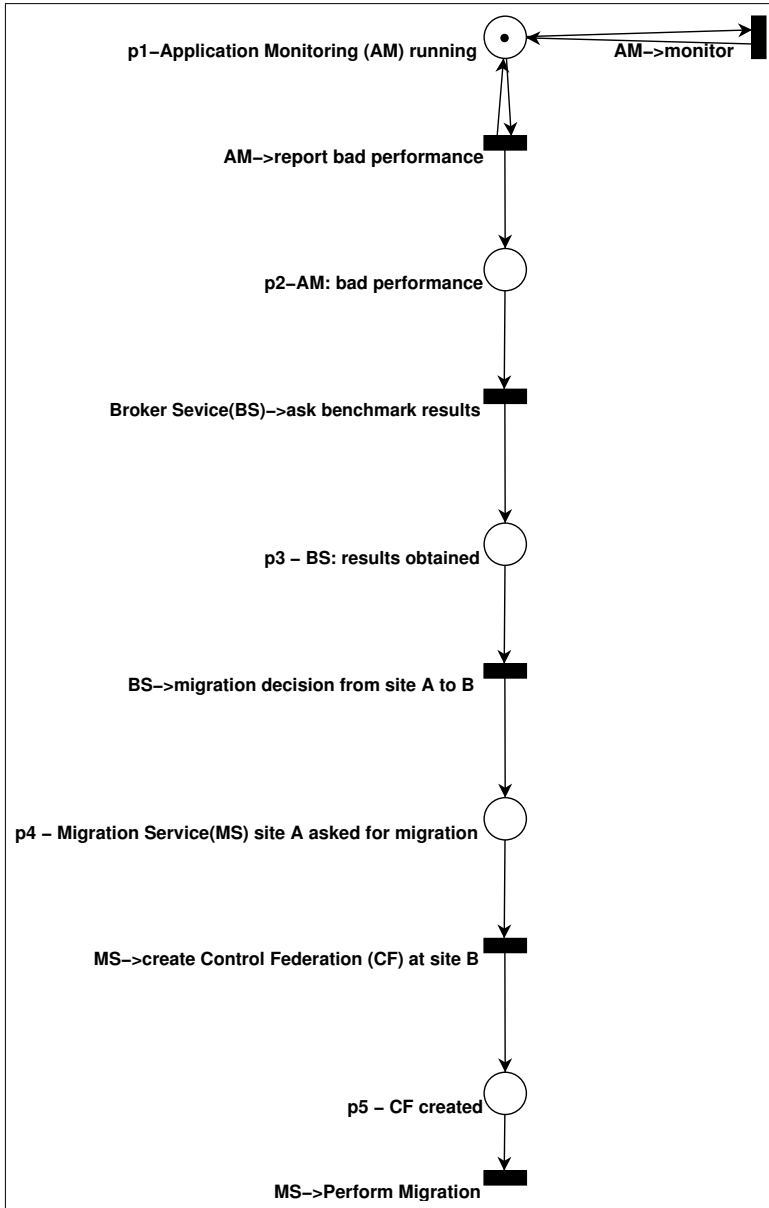 p1–Application Monitoring (AM) running
AM–>monitor
AM–>report bad performance
p2–AM: bad performance
Broker Sevice(BS)–>ask benchmark results
p3 – BS: results obtained
BS–>migration decision from site A to B
p4 – Migration Service(MS) site A asked for migration
MS–>create Control Federation (CF) at site B
p5 – CF created
MS–>Perform Migration